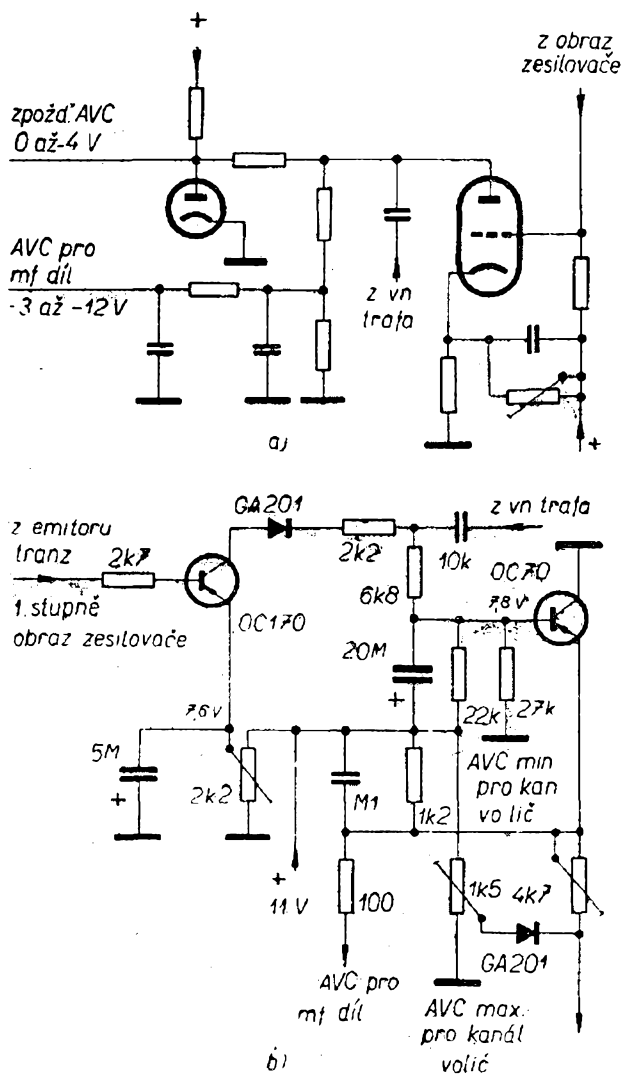 +
z obraz
zesilovače
zpožď. AVC
0 až -4 V
AVC pro
mf díl
-3 až -12 V
z vn
trafa
+
a)
GA201
z vn trafa
z emitoru
tranz
2k7
2k2
10k
OC70
1. stupně
obraz zesilovače
OC170
6k8
7,8 V
20M
+
7,6 V
22k
27k
5M
+
2k2
M1
1k2
AVC min
pro kan
volič
+
11 V
100
1k5
4k7
GA201
AVC pro
mf díl
AVC max.
pro kanál
volič
b)